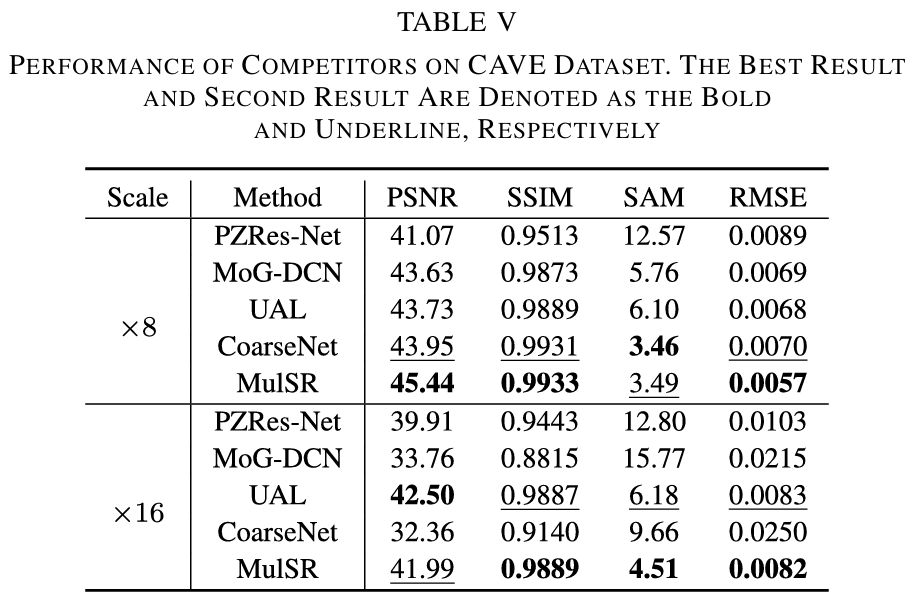 TABLE V
PERFORMANCE OF COMPETITORS ON CAVE DATASET. THE BEST RESULT
AND SECOND RESULT ARE DENOTED AS THE BOLD
AND UNDERLINE, RESPECTIVELY
Scale Method PSNR SSIM SAM RMSE
×8
PZRes-Net 41.07 0.9513 12.57 0.0089
MoG-DCN 43.63 0.9873 5.76 0.0069
UAL 43.73 0.9889 6.10 0.0068
CoarseNet 43.95 0.9931 3.46 0.0070
MulSR 45.44 0.9933 3.49 0.0057
×16
PZRes-Net 39.91 0.9443 12.80 0.0103
MoG-DCN 33.76 0.8815 15.77 0.0215
UAL 42.50 0.9887 6.18 0.0083
CoarseNet 32.36 0.9140 9.66 0.0250
MulSR 41.99 0.9889 4.51 0.0082